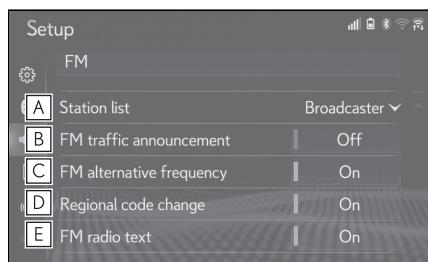 Setup
FM
A Station list Broadcaster
B FM traffic announcement Off
C FM alternative frequency On
D Regional code change On
E FM radio text On